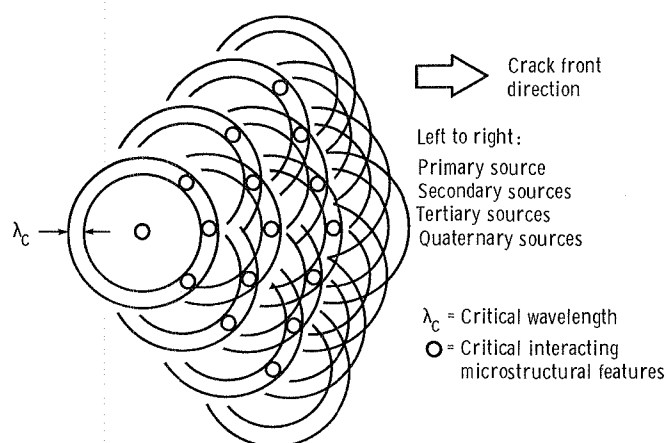 Crack front
direction
Left to right:
Primary source
Secondary sources
Tertiary sources
Quaternary sources
λC
λC = Critical wavelength
O = Critical interacting
microstructural features